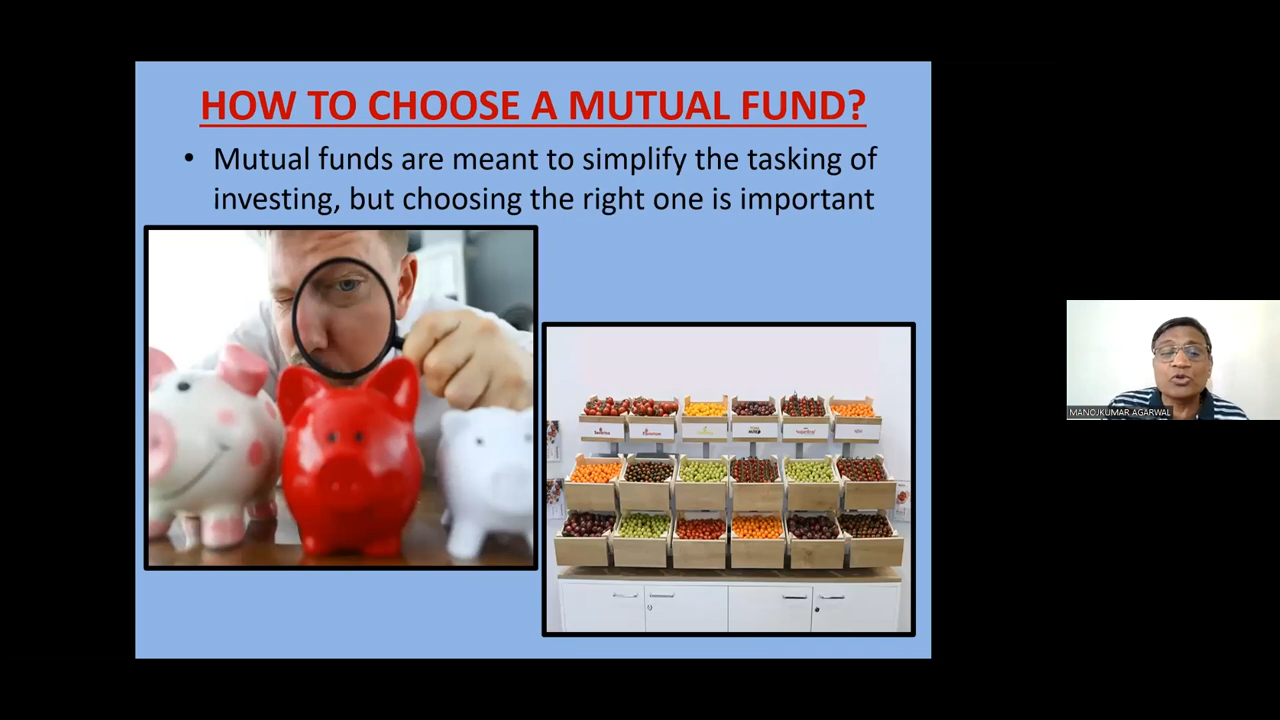 HOW TO CHOOSE A MUTUAL FUND?
• Mutual funds are meant to simplify the tasking of
investing, but choosing the right one is important
MANOJKUMAR AGARWAL